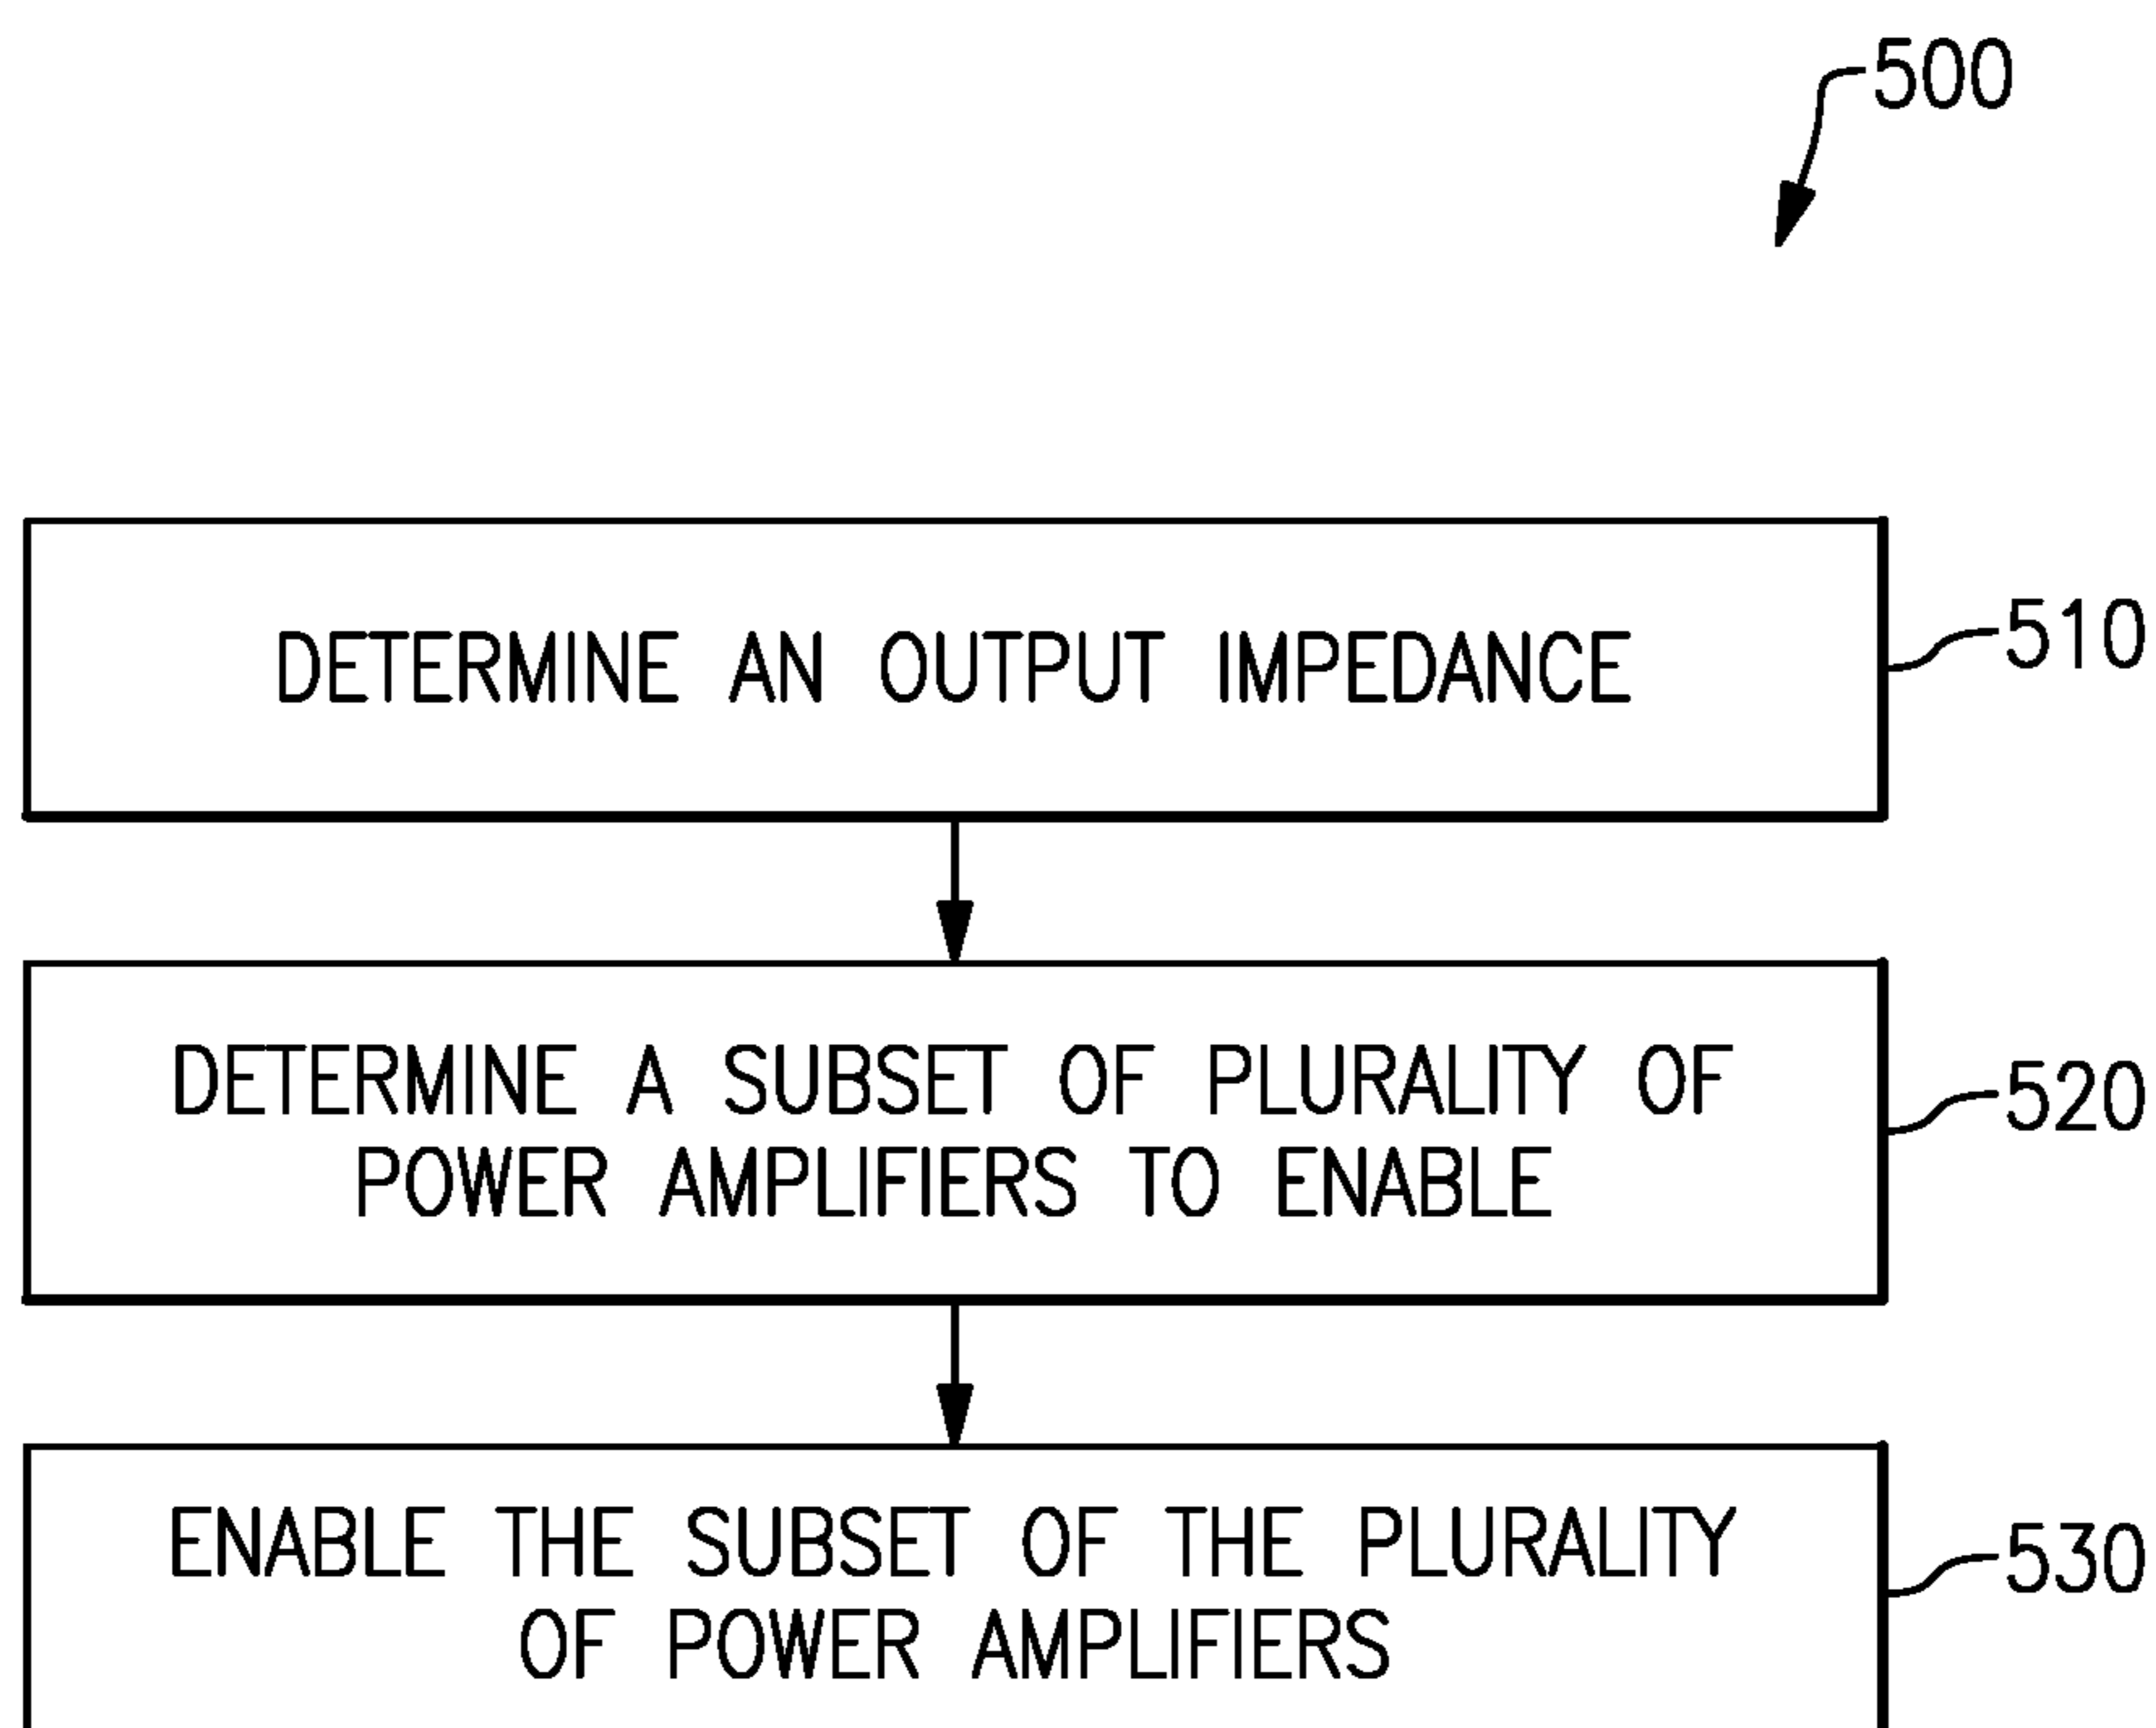 500
DETERMINE AN OUTPUT IMPEDANCE
510
DETERMINE A SUBSET OF PLURALITY OF
POWER AMPLIFIERS TO ENABLE
520
ENABLE THE SUBSET OF THE PLURALITY
OF POWER AMPLIFIERS
530